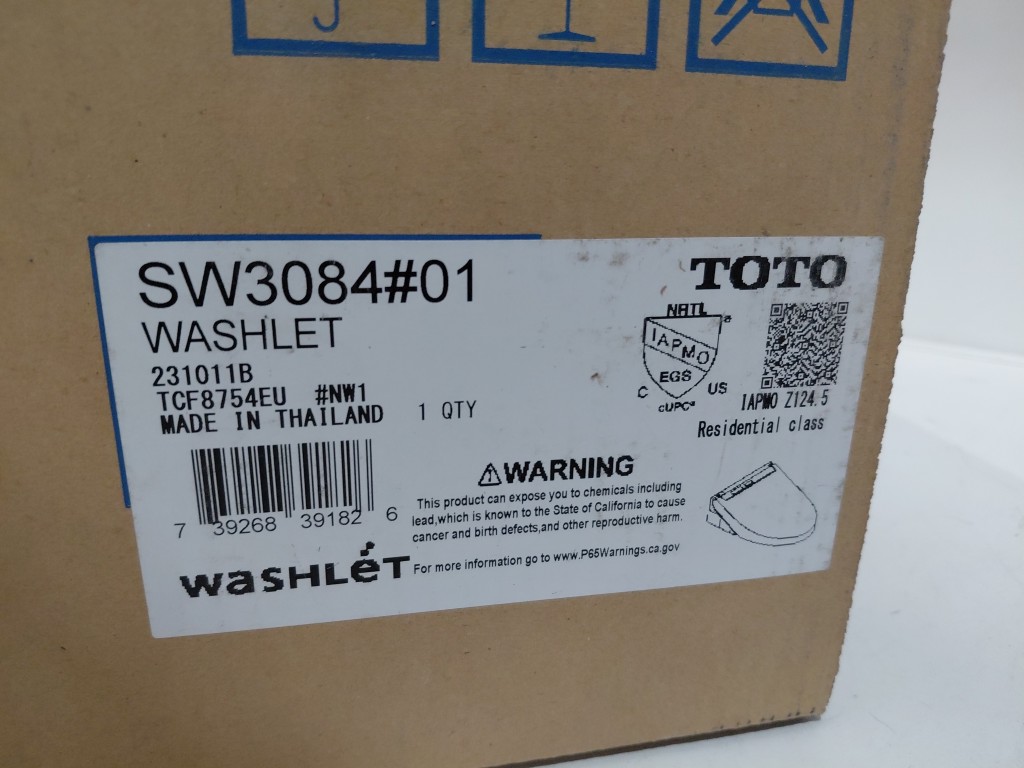 SW3084#01
TOTO
WASHLET
231011B
TCF8754EU #NW1
MADE IN THAILAND 1 QTY
NRTL
IAPMO
EGS
C US
cUPC®
IAPMO Z124.5
Residential class
7 39268 39182 6
⚠WARNING
This product can expose you to chemicals including
lead,which is known to the State of California to cause
cancer and birth defects,and other reproductive harm.
For more information go to www.P65Warnings.ca.gov
WASHLéT